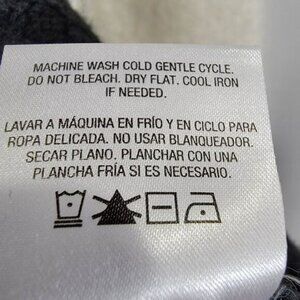 MACHINE WASH COLD GENTLE CYCLE.
DO NOT BLEACH. DRY FLAT. COOL IRON
IF NEEDED.
LAVAR A MÁQUINA EN FRÍO Y EN CICLO PARA
ROPA DELICADA. NO USAR BLANQUEADOR.
SECAR PLANO. PLANCHAR CON UNA
PLANCHA FRÍA SI ES NECESARIO.